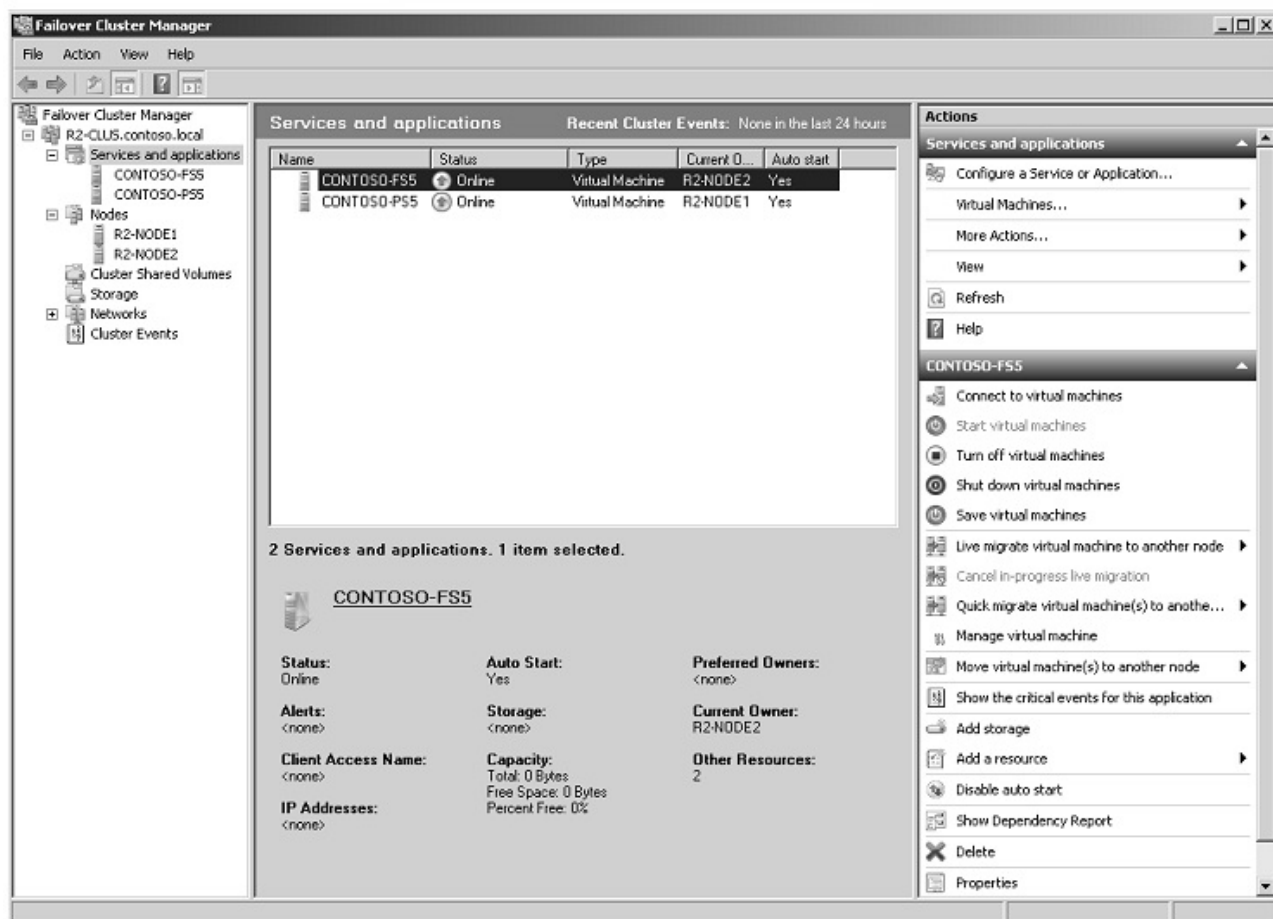 Failover Cluster Manager
File Action View Help
Failover Cluster Manager
R2-CLUS.contoso.local
Services and applications
CONTOSO-FS5
CONTOSO-PS5
Nodes
R2-NODE1
R2-NODE2
Cluster Shared Volumes
Storage
Networks
Cluster Events
Services and applications Recent Cluster Events: None in the last 24 hours
Name Status Type Current O... Auto start
CONTOSO-FS5 Online Virtual Machine R2-NODE2 Yes
CONTOSO-PS5 Online Virtual Machine R2-NODE1 Yes
2 Services and applications. 1 item selected.
CONTOSO-FS5
Status: Auto Start: Preferred Owners:
Online Yes <none>
Alerts: Storage: Current Owner:
<none> <none> R2-NODE2
Client Access Name: Capacity: Other Resources:
<none> Total: 0 Bytes 2
Free Space: 0 Bytes
IP Addresses: Percent Free: 0%
<none>
Actions
Services and applications
Configure a Service or Application...
Virtual Machines...
More Actions...
View
Refresh
Help
CONTOSO-FS5
Connect to virtual machines
Start virtual machines
Turn off virtual machines
Shut down virtual machines
Save virtual machines
Live migrate virtual machine to another node
Cancel in-progress live migration
Quick migrate virtual machine(s) to anothe...
Manage virtual machine
Move virtual machine(s) to another node
Show the critical events for this application
Add storage
Add a resource
Disable auto start
Show Dependency Report
Delete
Properties